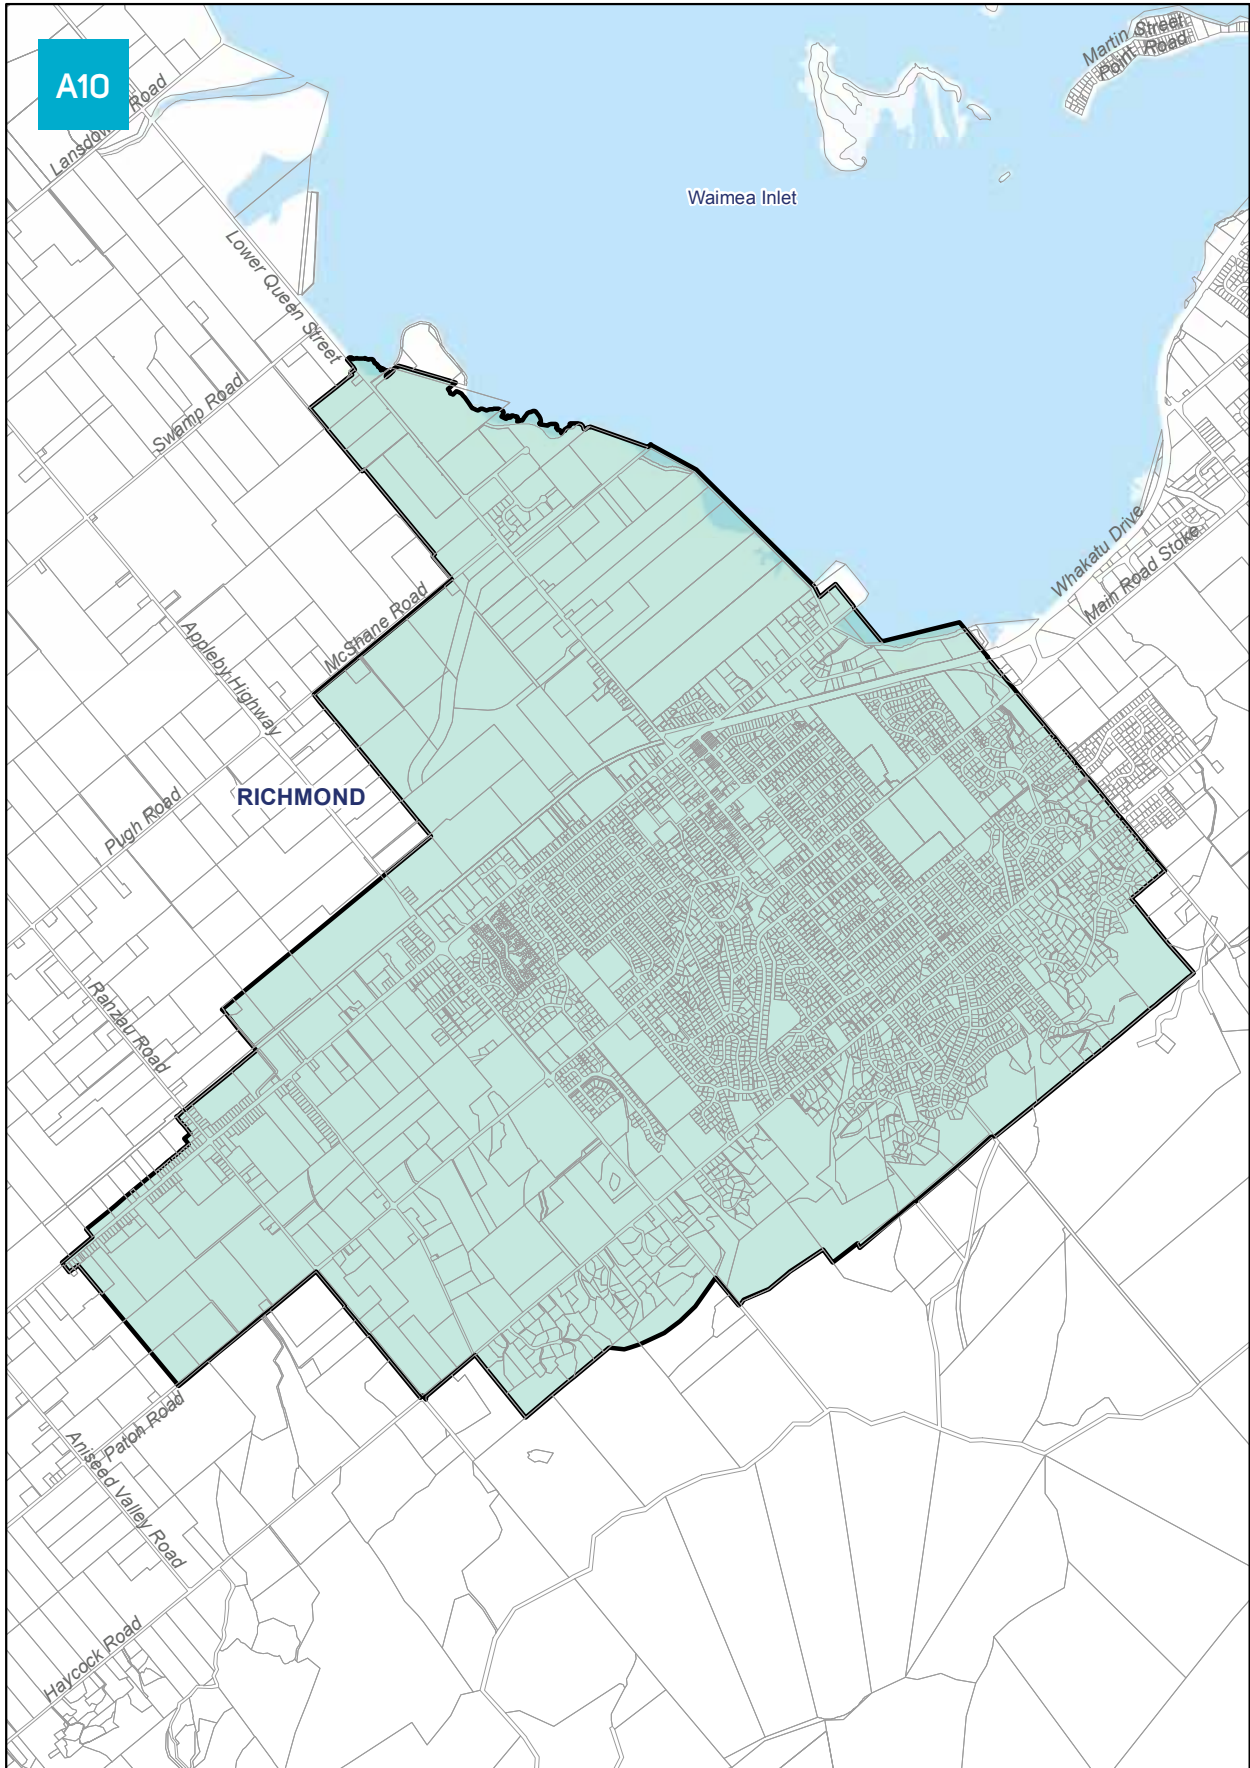 A10
Martin Street
Point Road
Lansdowne Road
Waimea Inlet
Lower Queen Street
Swamp Road
Whakatu Drive
Main Road Stoke
McShane Road
Appleby Highway
RICHMOND
Pugh Road
Ranzau Road
Paton Road
Aniseed Valley Road
Haycock Road